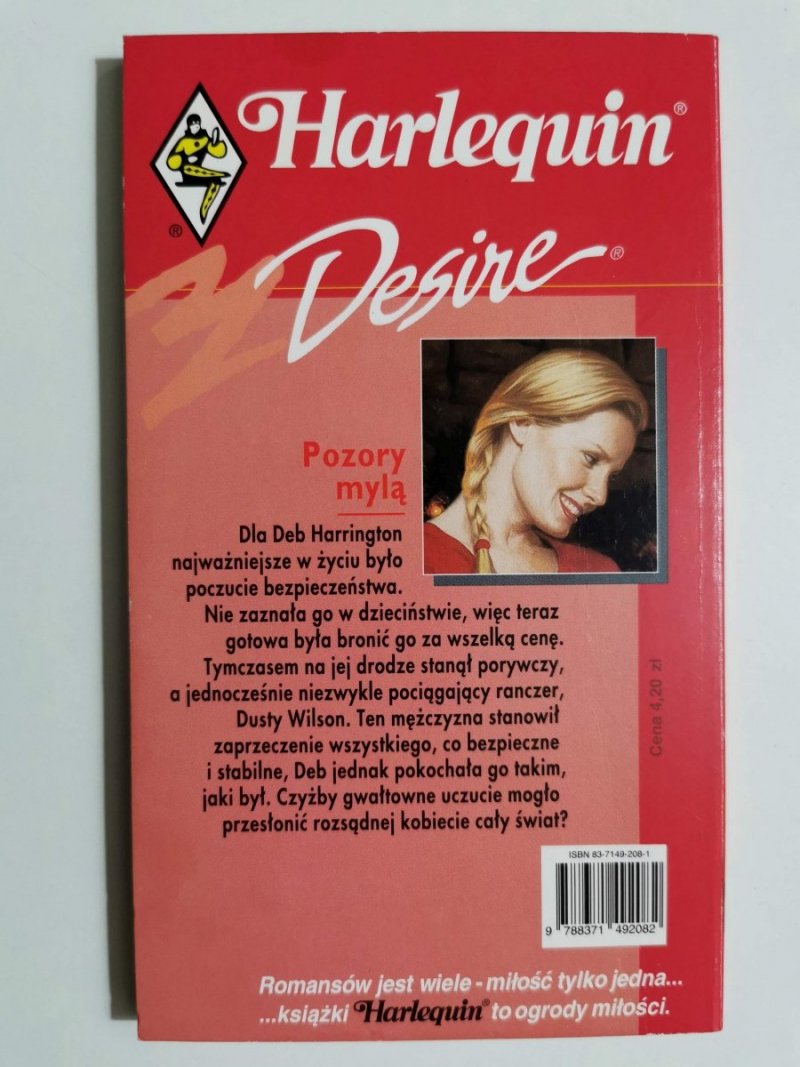 Harlequin®
®
Desire®
Pozory
mylą
Dla Deb Harrington
najważniejsze w życiu było
poczucie bezpieczeństwa.
Nie zaznała go w dzieciństwie, więc teraz
gotowa była bronić go za wszelką cenę.
Tymczasem na jej drodze stanął porywczy,
a jednocześnie niezwykle pociągający ranczer,
Dusty Wilson. Ten mężczyzna stanowił
zaprzeczenie wszystkiego, co bezpieczne
i stabilne, Deb jednak pokochała go takim,
jaki był. Czyżby gwałtowne uczucie mogło
przesłonić rozsądnej kobiecie cały świat?
Cena 4,20 zł
ISBN 83-7149-208-1
9 788371 492082
Romansów jest wiele - miłość tylko jedna...
...książki Harlequin® to ogrody miłości.